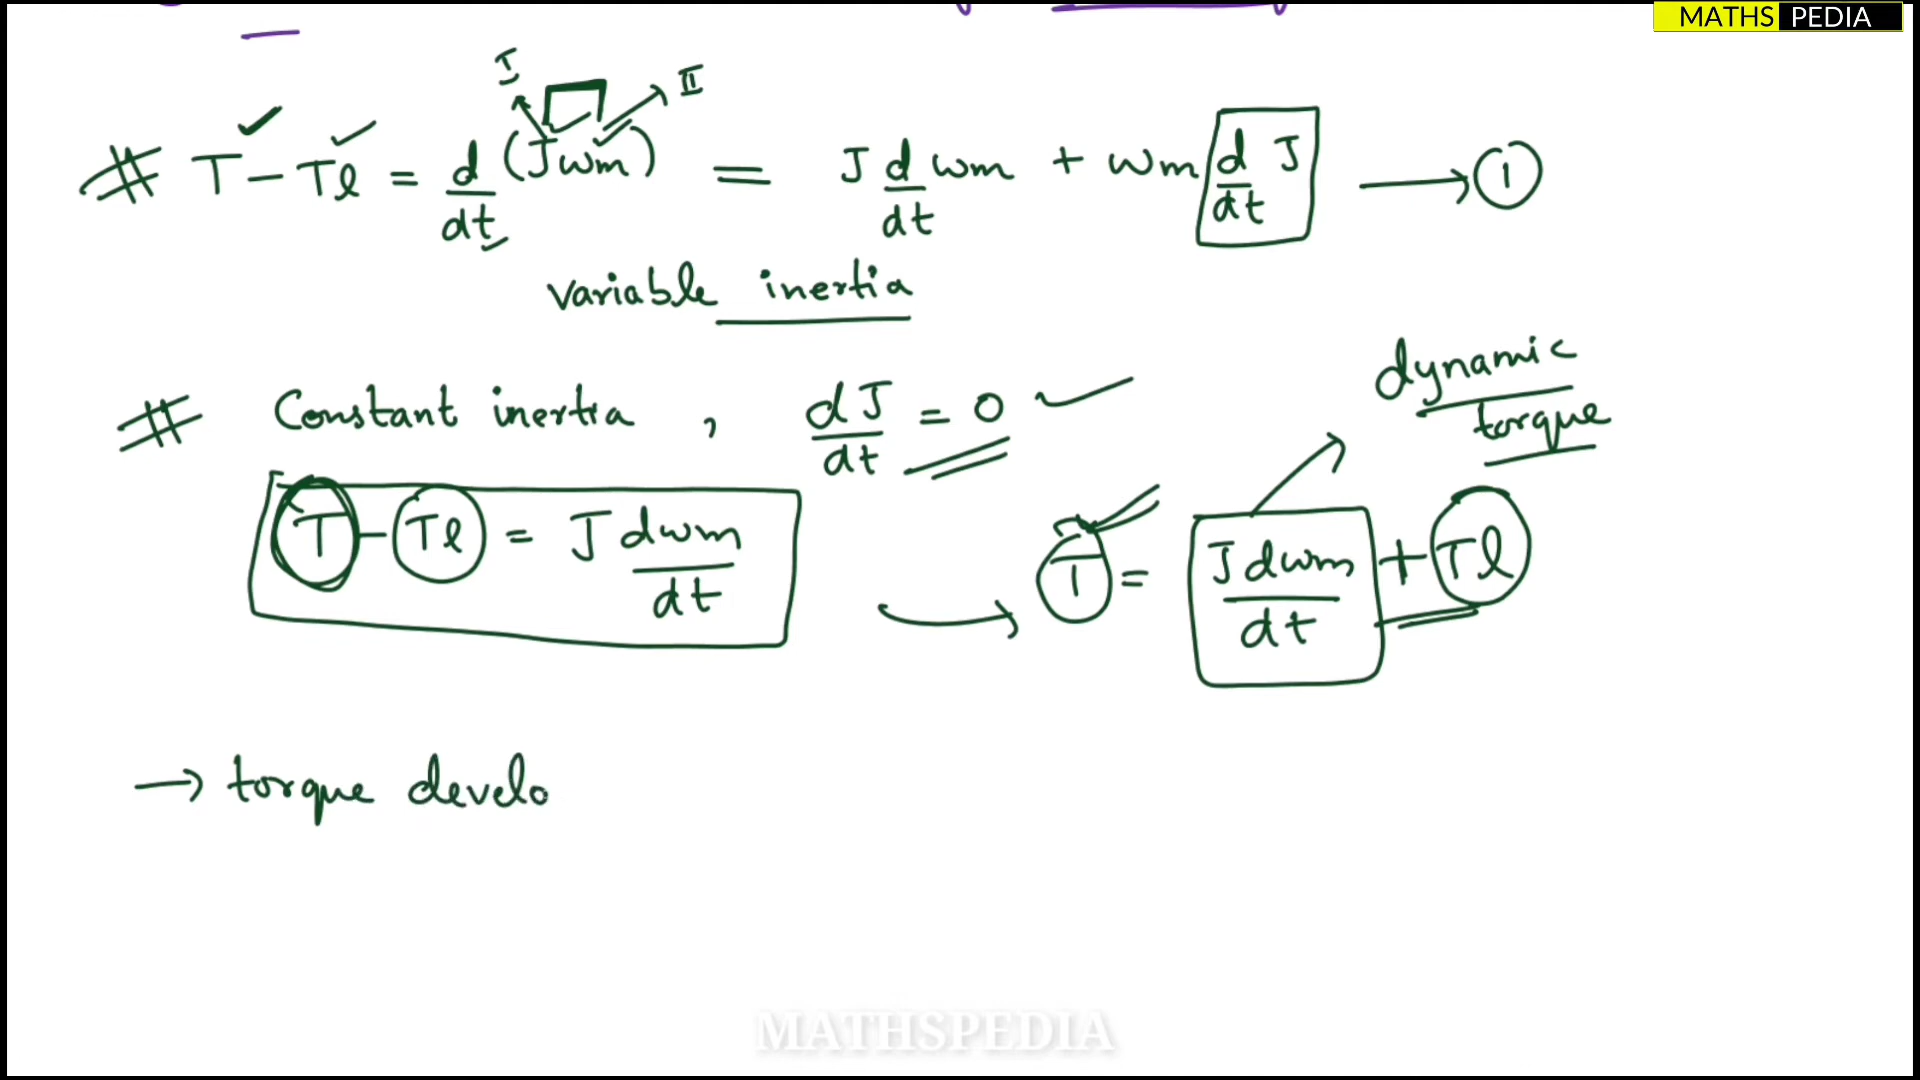 MATHS PEDIA
I II
# T - Tl = d/dt (Jwm) = J d/dt wm + wm d/dt J → 1
variable inertia
dynamic torque
# Constant inertia , dJ/dt = 0
T - Tl = J dwm/dt → T = J dwm/dt + Tl
→ torque develo
MATHSPEDIA